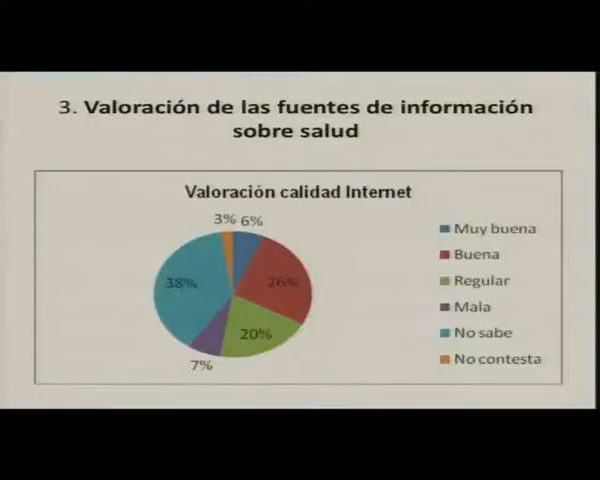 3. Valoración de las fuentes de información
sobre salud
Valoración calidad Internet
3% 6%
26%
38%
20%
7%
Muy buena
Buena
Regular
Mala
No sabe
No contesta